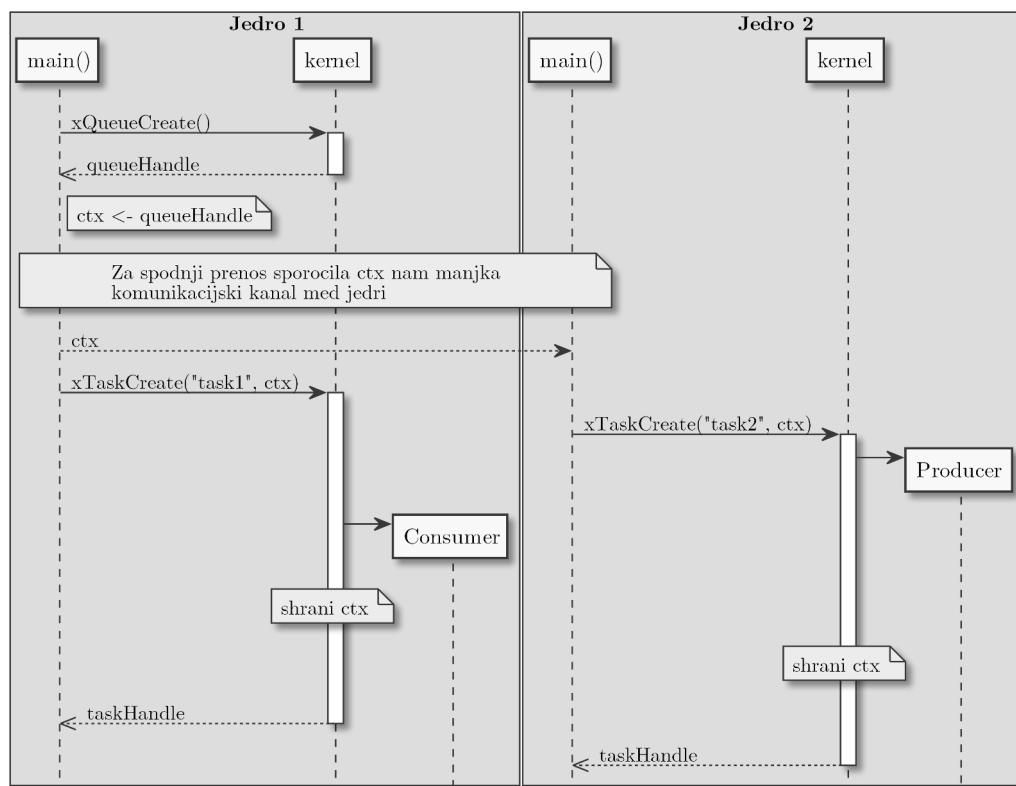 Jedro 1
Jedro 2
main()
kernel
main()
kernel
xQueueCreate()
queueHandle
ctx <- queueHandle
Za spodnji prenos sporocila ctx nam manjka
komunikacijski kanal med jedri
ctx
xTaskCreate("task1", ctx)
xTaskCreate("task2", ctx)
Producer
Consumer
shrani ctx
shrani ctx
taskHandle
taskHandle